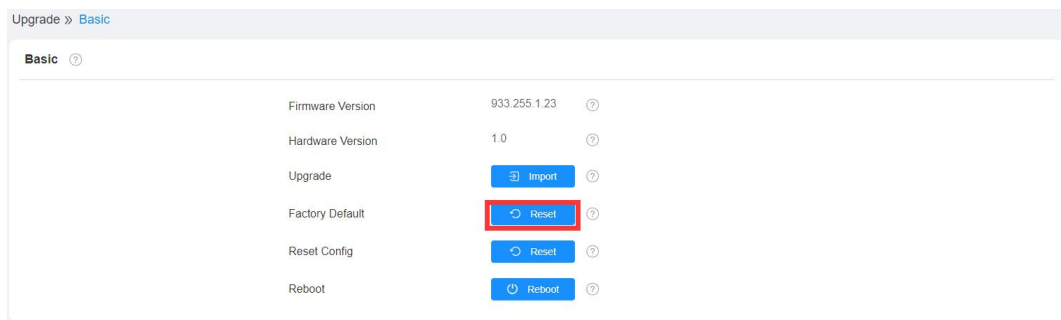 Upgrade » Basic
Basic ?
Firmware Version 933.255.1.23 ?
Hardware Version 1.0 ?
Upgrade Import ?
Factory Default Reset ?
Reset Config Reset ?
Reboot Reboot ?